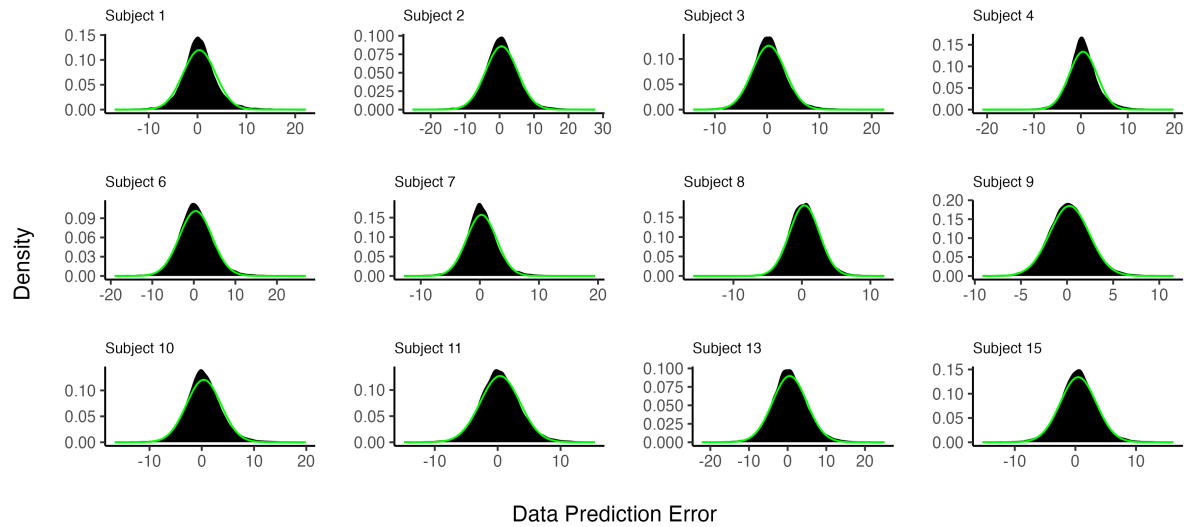 Subject 1
Subject 2
Subject 3
Subject 4
0.15
0.10
0.05
0.00
-10 0 10 20
0.100
0.075
0.050
0.025
0.000
-20 -10 0 10 20 30
0.10
0.05
0.00
-10 0 10 20
0.15
0.10
0.05
0.00
-20 -10 0 10 20
Subject 6
Subject 7
Subject 8
Subject 9
0.09
0.06
0.03
0.00
-20 -10 0 10 20
0.15
0.10
0.05
0.00
-10 0 10 20
0.15
0.10
0.05
0.00
-10 0 10
0.20
0.15
0.10
0.05
0.00
-10 -5 0 5 10
Density
Subject 10
Subject 11
Subject 13
Subject 15
0.10
0.05
0.00
-10 0 10 20
0.10
0.05
0.00
-10 0 10
0.100
0.075
0.050
0.025
0.000
-20 -10 0 10 20
0.15
0.10
0.05
0.00
-10 0 10
Data Prediction Error